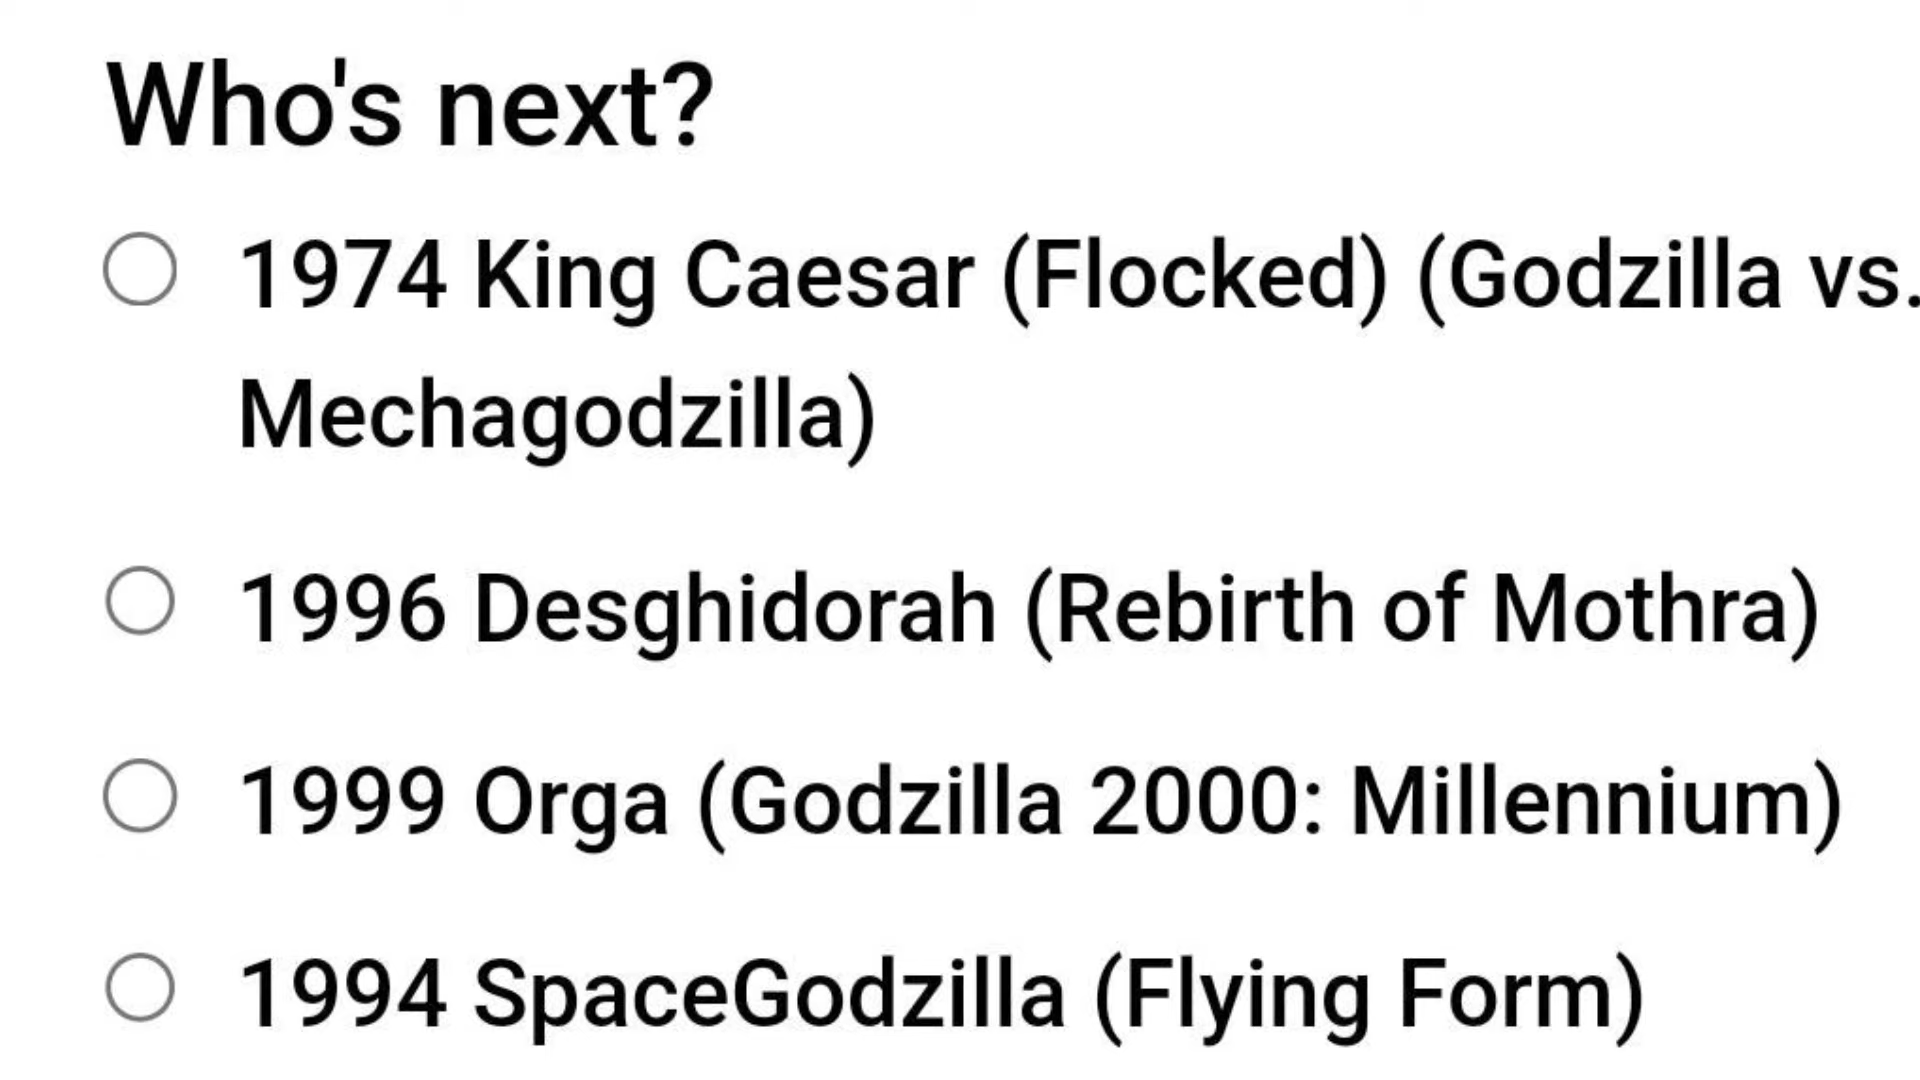 Who's next?
1974 King Caesar (Flocked) (Godzilla vs.
Mechagodzilla)
1996 Desghidorah (Rebirth of Mothra)
1999 Orga (Godzilla 2000: Millennium)
1994 SpaceGodzilla (Flying Form)